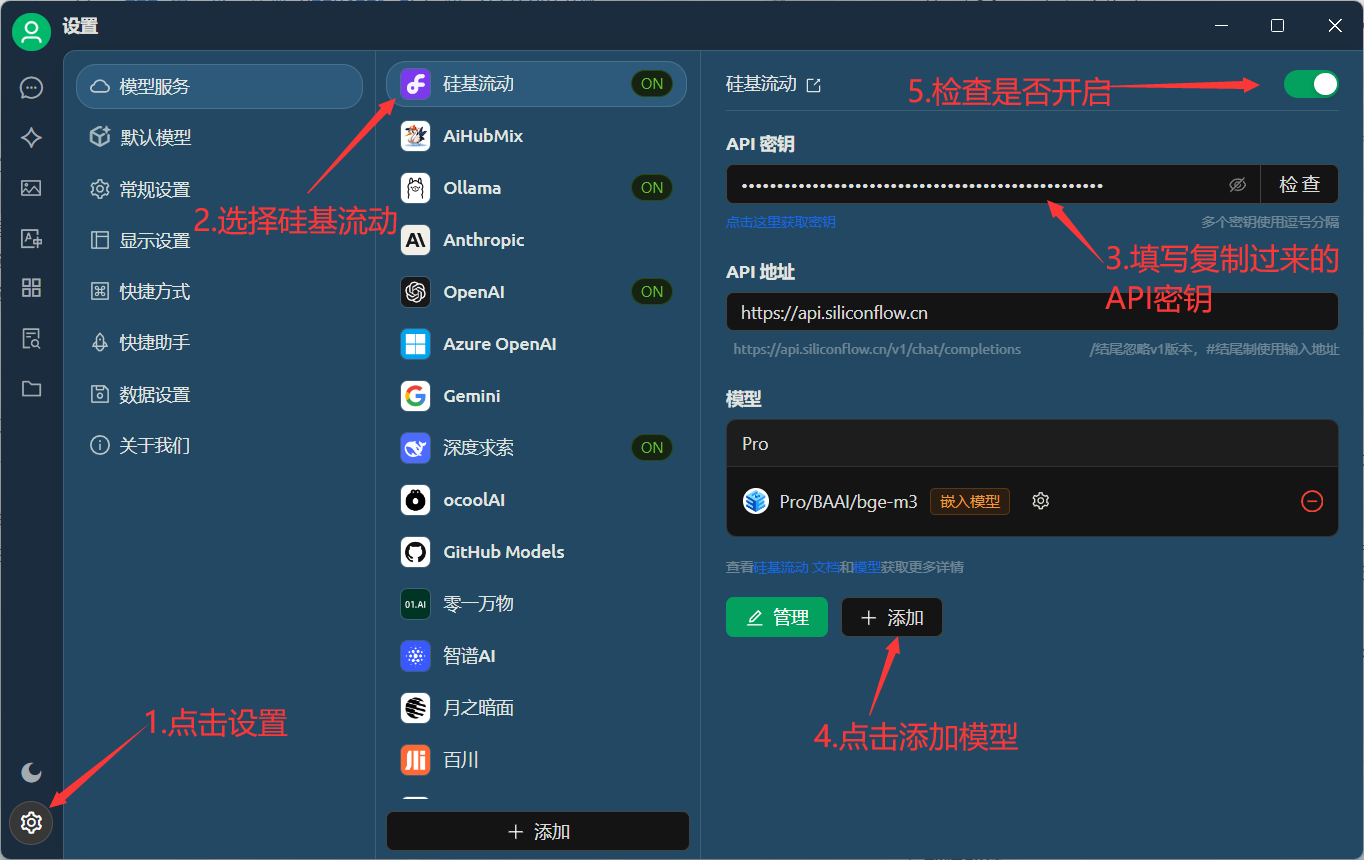 设置
模型服务
默认模型
常规设置
显示设置
快捷方式
快捷助手
数据设置
关于我们
1.点击设置
硅基流动 ON
AiHubMix
Ollama ON
Anthropic
OpenAI ON
Azure OpenAI
Gemini
深度求索 ON
ocoolAI
GitHub Models
01.AI 零一万物
智谱AI
月之暗面
百川
添加
2.选择硅基流动
硅基流动
5.检查是否开启
API 密钥
检查
点击这里获取密钥
多个密钥使用逗号分隔
3.填写复制过来的
API密钥
API 地址
https://api.siliconflow.cn
https://api.siliconflow.cn/v1/chat/completions
/结尾忽略v1版本，#结尾制使用输入地址
模型
Pro
Pro/BAAI/bge-m3 嵌入模型
查看硅基流动 文档和模型获取更多详情
管理
添加
4.点击添加模型